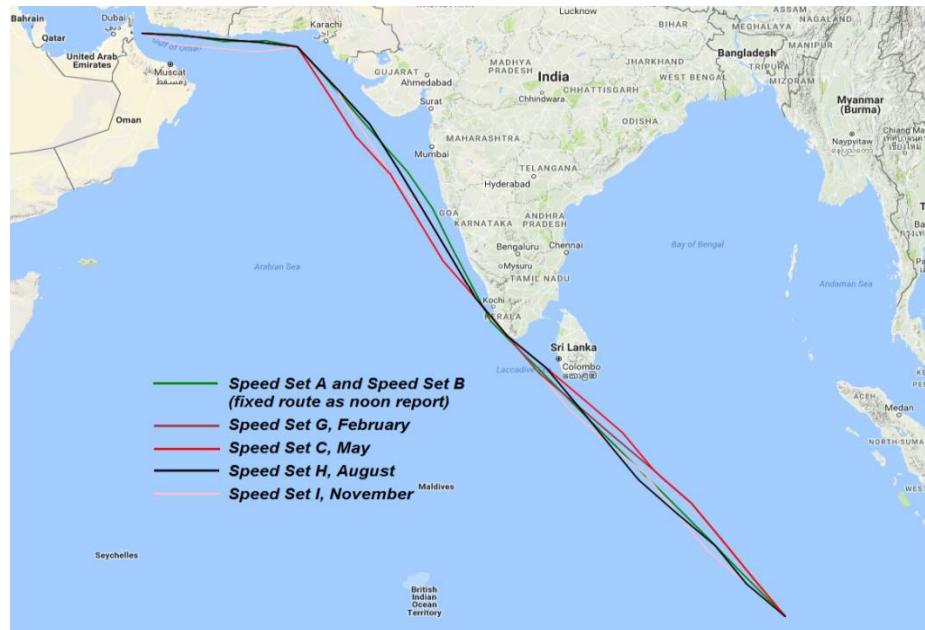 Bahrain
Dubai
Qatar
Gulf of Oman
United Arab
Emirates
Muscat
مسقط
Oman
Karachi
Lucknow
ASSAM
NAGALAND
MEGHALAYA
BIHAR
MANIPUR
Bangladesh
JHARKHAND
TRIPURA
MIZORAM
MADHYA
PRADESH
WEST BENGAL
GUJARAT
Ahmedabad
India
CHHATTISGARH
Surat
Chhindwara
ODISHA
Myanmar
(Burma)
Naypyitaw
MAHARASHTRA
Mumbai
TELANGANA
Hyderabad
GOA
KARNATAKA
ANDHRA
PRADESH
Bengaluru
Chennai
Mysuru
TAMIL NADU
Bay of Bengal
Andaman Sea
Arabian Sea
Kochi
KERALA
Sri Lanka
Colombo
Laccadive
ACEH
Medan
NORTH SUMA
WES
Speed Set A and Speed Set B
(fixed route as noon report)
Speed Set G, February
Speed Set C, May
Speed Set H, August
Speed Set I, November
Maldives
Seychelles
British
Indian
Ocean
Territory